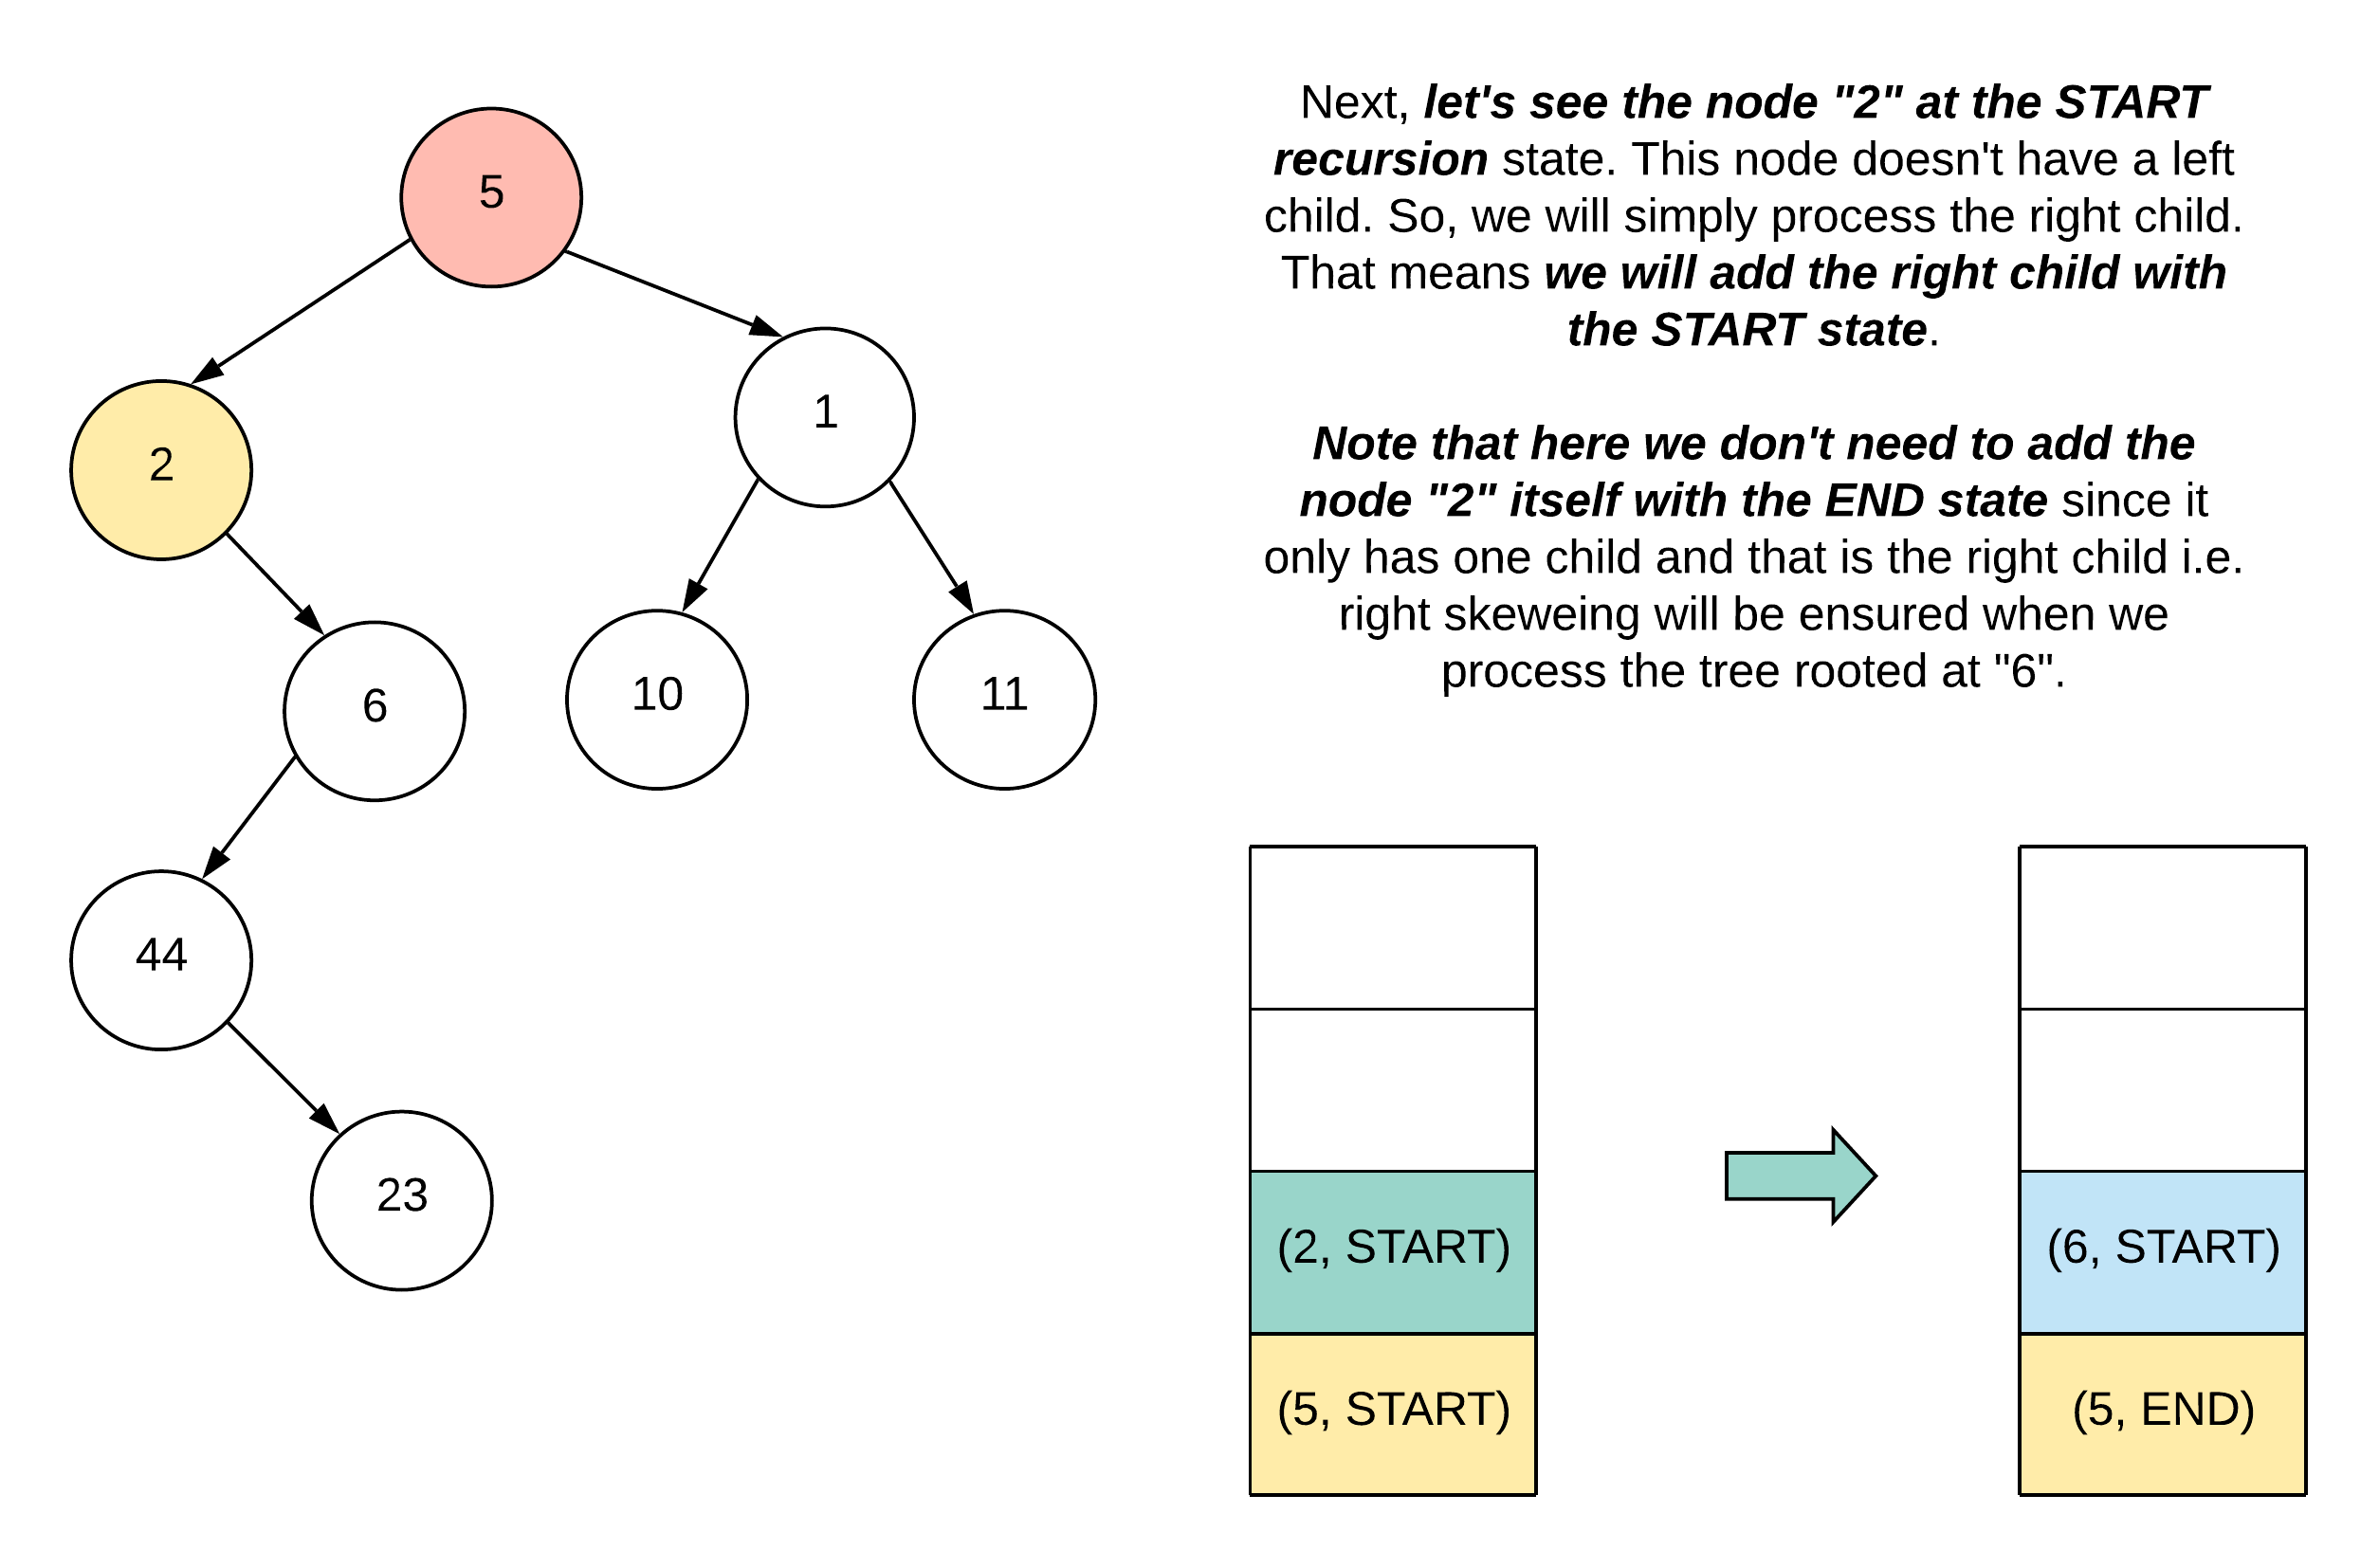 5
2
1
6
10
11
44
23
Next, let's see the node "2" at the START
recursion state. This node doesn't have a left
child. So, we will simply process the right child.
That means we will add the right child with
the START state.
Note that here we don't need to add the
node "2" itself with the END state since it
only has one child and that is the right child i.e.
right skeweing will be ensured when we
process the tree rooted at "6".
(2, START)
(5, START)
(6, START)
(5, END)